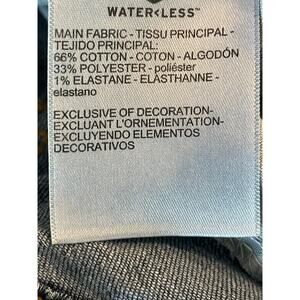 WATER<LESS™
MAIN FABRIC - TISSU PRINCIPAL -
TEJIDO PRINCIPAL:
66% COTTON - COTON - ALGODÓN
33% POLYESTER - poliéster
1% ELASTANE - ELASTHANNE -
elastano
EXCLUSIVE OF DECORATION-
EXCLUANT L'ORNEMENTATION-
EXCLUYENDO ELEMENTOS
DECORATIVOS